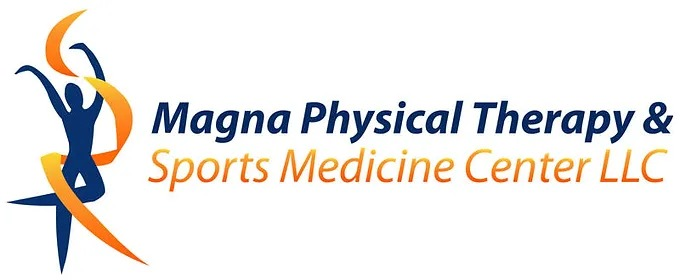 Magna Physical Therapy &
Sports Medicine Center LLC